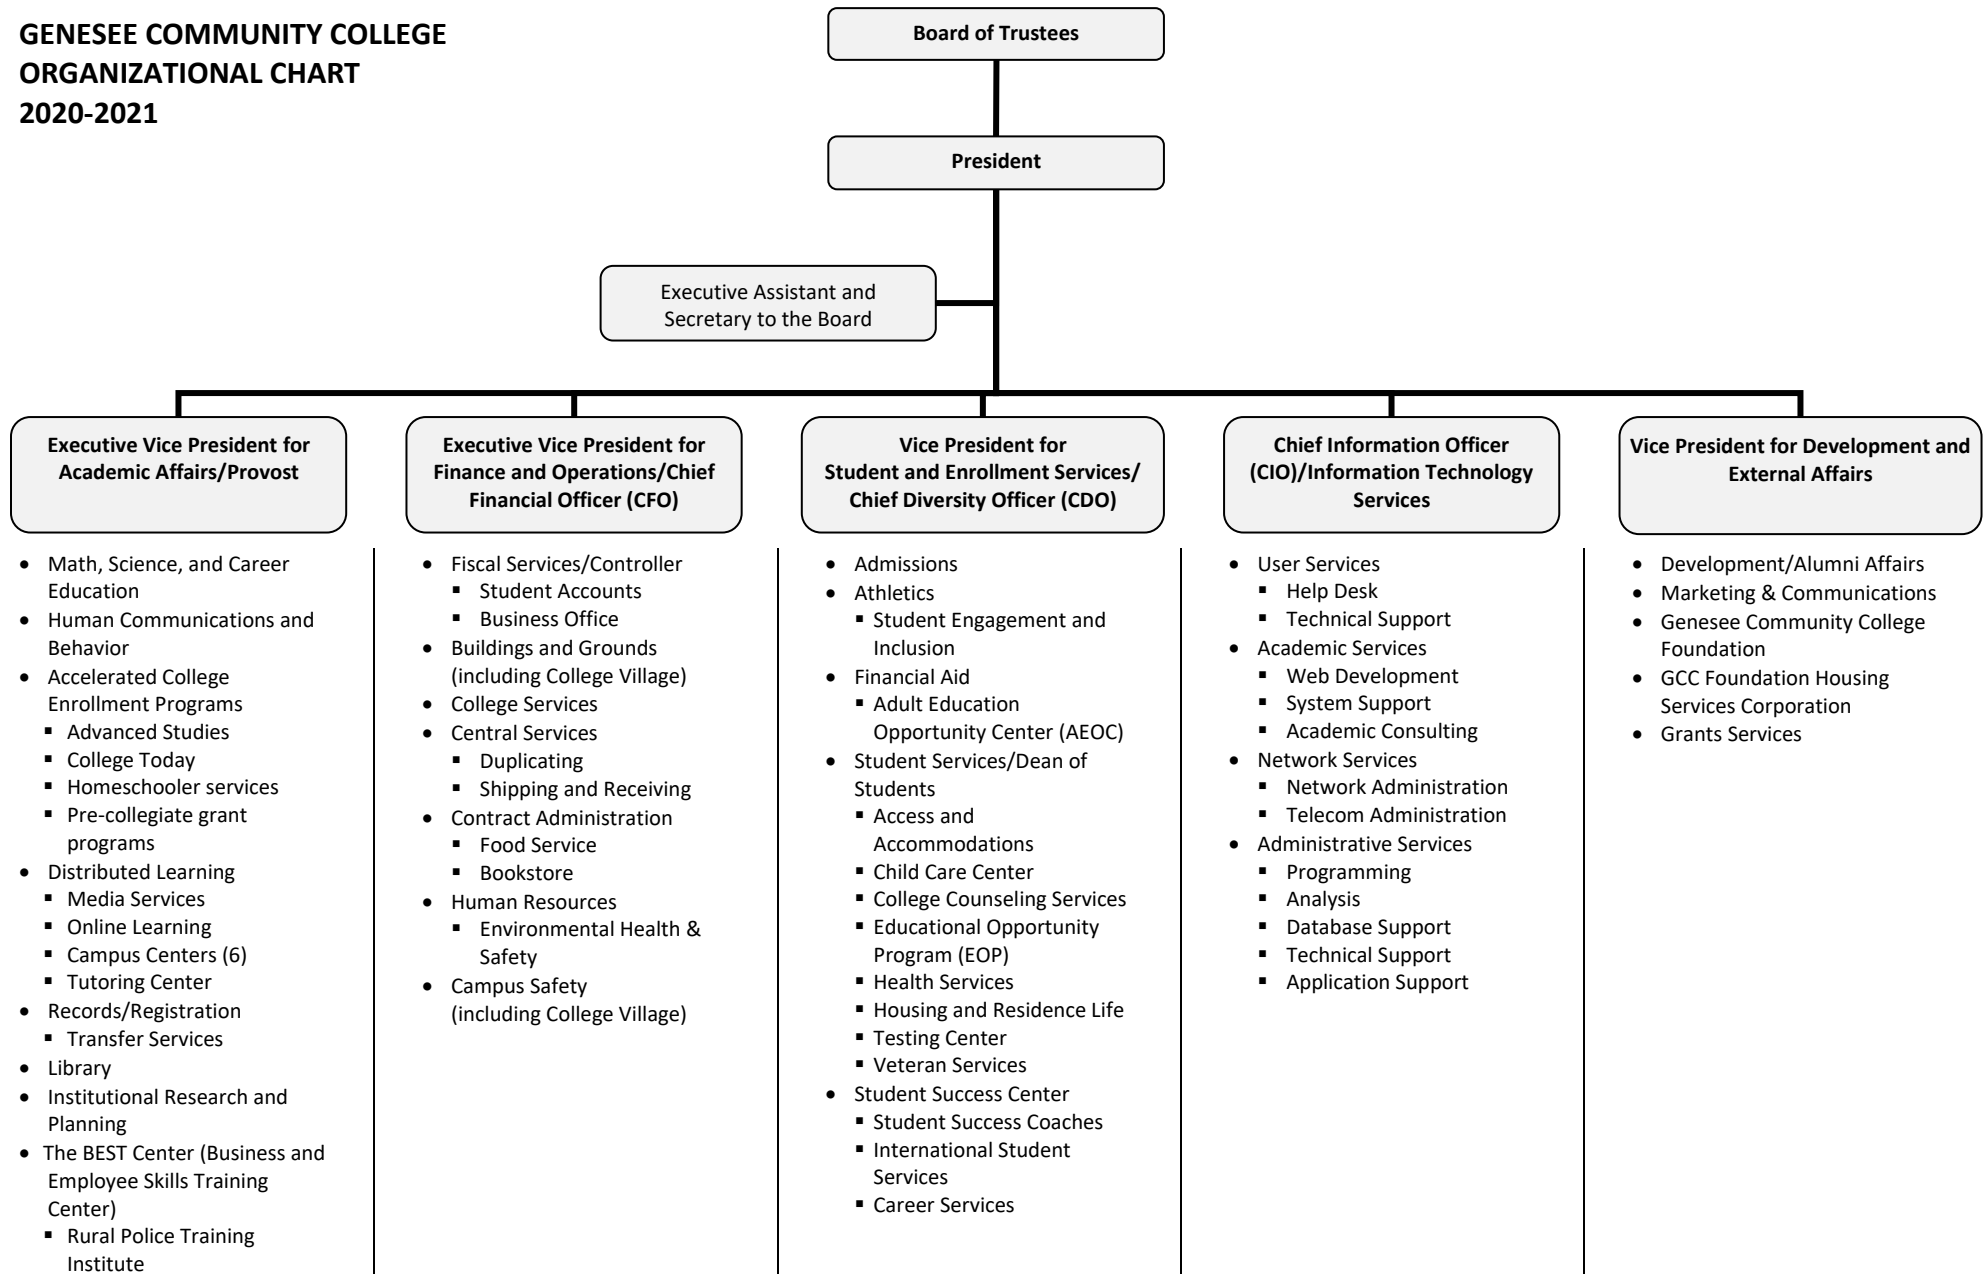 GENESEE COMMUNITY COLLEGE
ORGANIZATIONAL CHART
2020-2021
Board of Trustees
President
Executive Assistant and
Secretary to the Board
Executive Vice President for
Academic Affairs/Provost
• Math, Science, and Career
Education
• Human Communications and
Behavior
• Accelerated College
Enrollment Programs
▪ Advanced Studies
▪ College Today
▪ Homeschooler services
▪ Pre-collegiate grant
programs
• Distributed Learning
▪ Media Services
▪ Online Learning
▪ Campus Centers (6)
▪ Tutoring Center
• Records/Registration
▪ Transfer Services
• Library
• Institutional Research and
Planning
• The BEST Center (Business and
Employee Skills Training
Center)
▪ Rural Police Training
Institute
Executive Vice President for
Finance and Operations/Chief
Financial Officer (CFO)
• Fiscal Services/Controller
▪ Student Accounts
▪ Business Office
• Buildings and Grounds
(including College Village)
• College Services
• Central Services
▪ Duplicating
▪ Shipping and Receiving
• Contract Administration
▪ Food Service
▪ Bookstore
• Human Resources
▪ Environmental Health &
Safety
• Campus Safety
(including College Village)
Vice President for
Student and Enrollment Services/
Chief Diversity Officer (CDO)
• Admissions
• Athletics
▪ Student Engagement and
Inclusion
• Financial Aid
▪ Adult Education
Opportunity Center (AEOC)
• Student Services/Dean of
Students
▪ Access and
Accommodations
▪ Child Care Center
▪ College Counseling Services
▪ Educational Opportunity
Program (EOP)
▪ Health Services
▪ Housing and Residence Life
▪ Testing Center
▪ Veteran Services
• Student Success Center
▪ Student Success Coaches
▪ International Student
Services
▪ Career Services
Chief Information Officer
(CIO)/Information Technology
Services
• User Services
▪ Help Desk
▪ Technical Support
• Academic Services
▪ Web Development
▪ System Support
▪ Academic Consulting
• Network Services
▪ Network Administration
▪ Telecom Administration
• Administrative Services
▪ Programming
▪ Analysis
▪ Database Support
▪ Technical Support
▪ Application Support
Vice President for Development and
External Affairs
• Development/Alumni Affairs
• Marketing & Communications
• Genesee Community College
Foundation
• GCC Foundation Housing
Services Corporation
• Grants Services